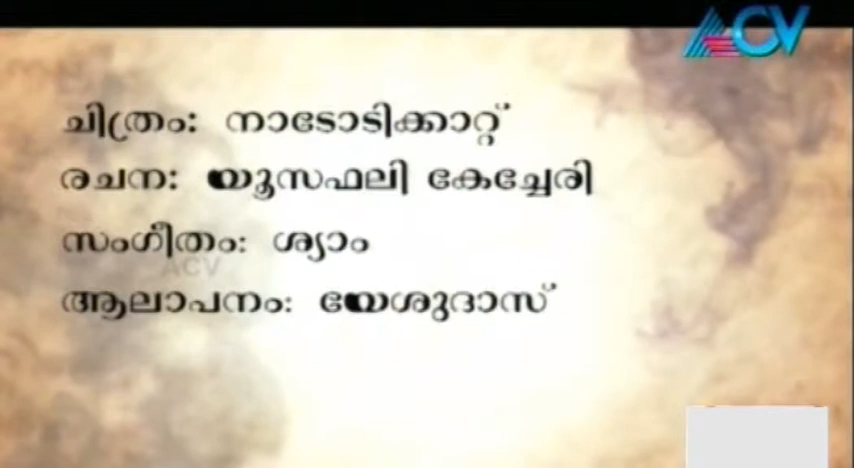 ACV
ചിത്രം: നാടോടിക്കാറ്റ്
രചന: യൂസഫലി കേച്ചേരി
സംഗീതം: ശ്യാം
ACV
ആലാപനം: യേശുദാസ്